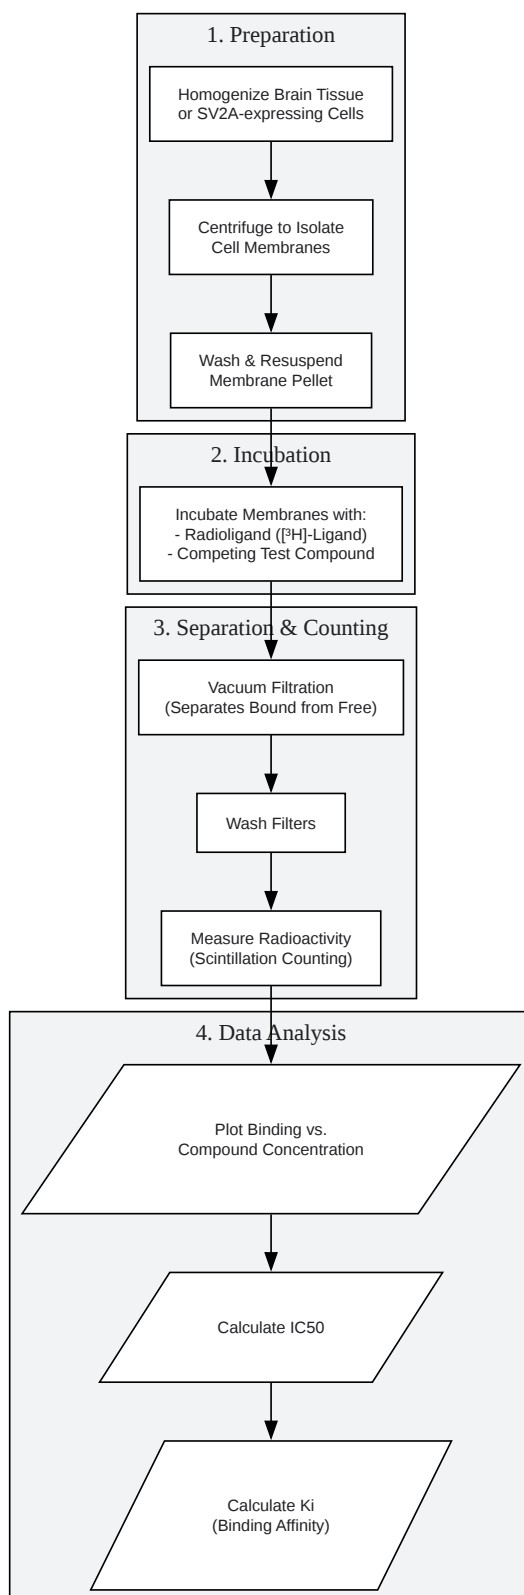 1. Preparation
Homogenize Brain Tissue
or SV2A-expressing Cells
Centrifuge to Isolate
Cell Membranes
Wash & Resuspend
Membrane Pellet
2. Incubation
Incubate Membranes with:
- Radioligand ([³H]-Ligand)
- Competing Test Compound
3. Separation & Counting
Vacuum Filtration
(Separates Bound from Free)
Wash Filters
Measure Radioactivity
(Scintillation Counting)
4. Data Analysis
Plot Binding vs.
Compound Concentration
Calculate IC50
Calculate Ki
(Binding Affinity)